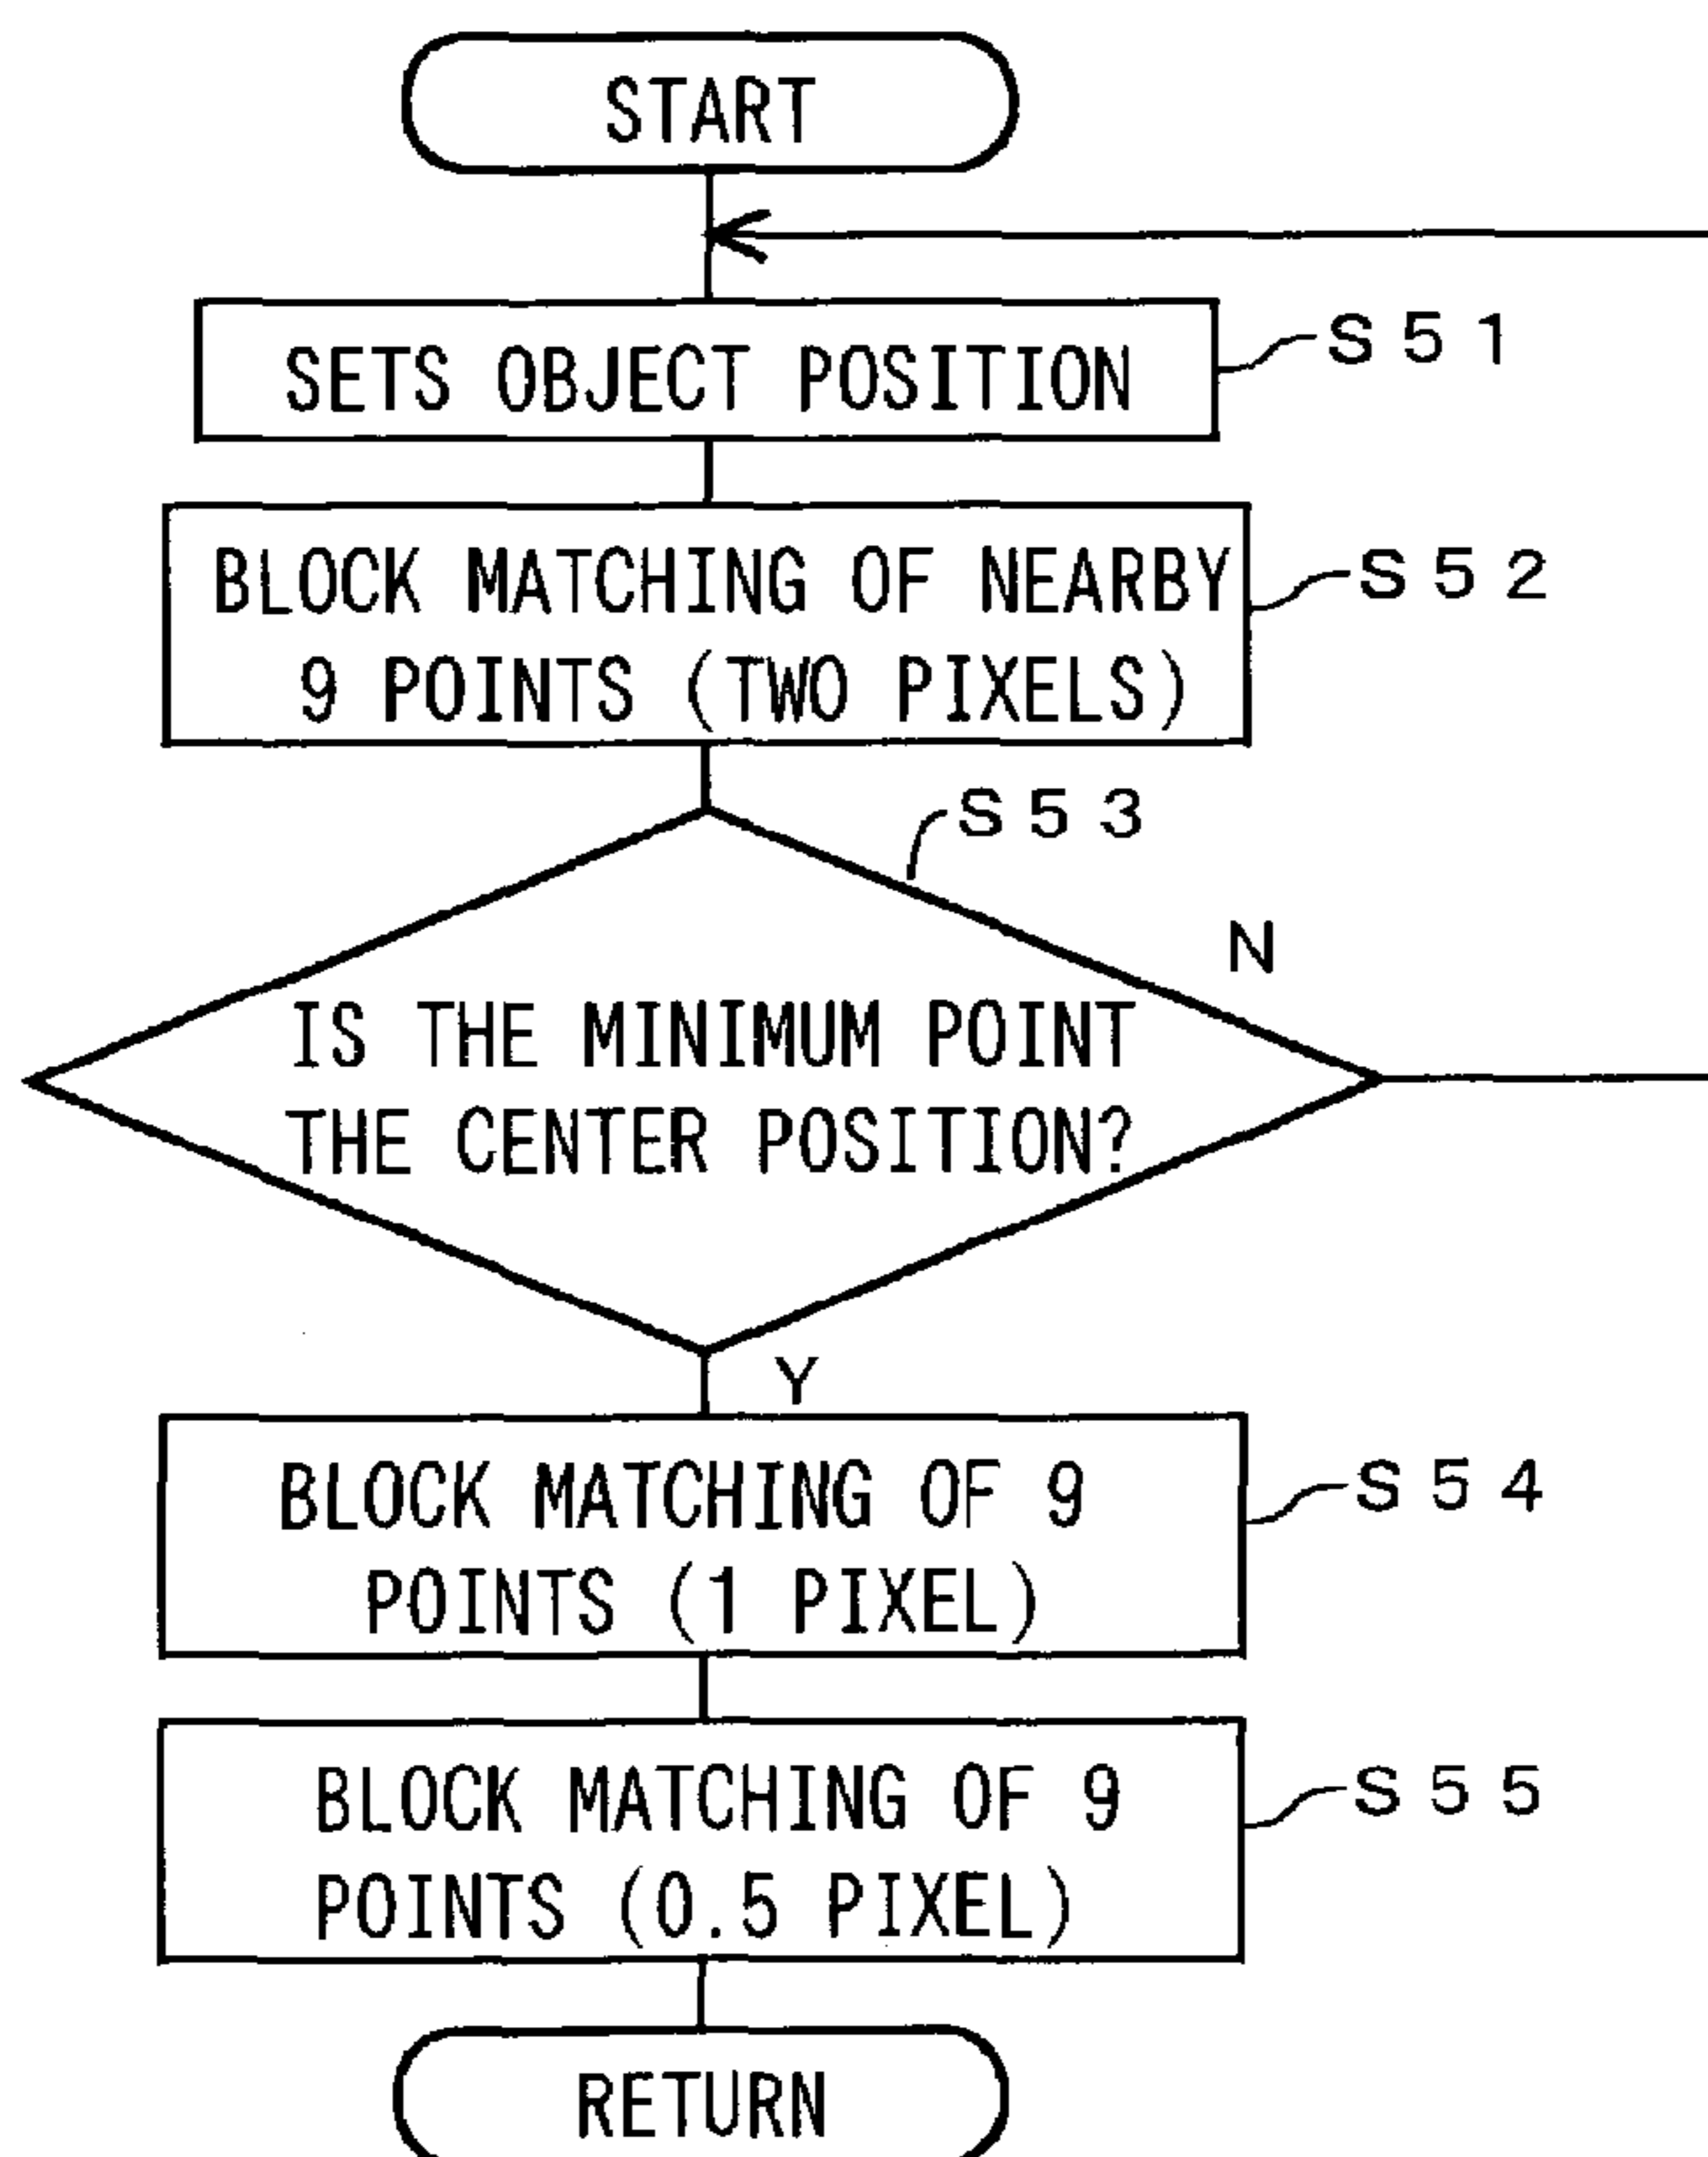 START
SETS OBJECT POSITION
S51
BLOCK MATCHING OF NEARBY
9 POINTS (TWO PIXELS)
S52
S53
N
IS THE MINIMUM POINT
THE CENTER POSITION?
Y
BLOCK MATCHING OF 9
POINTS (1 PIXEL)
S54
BLOCK MATCHING OF 9
POINTS (0.5 PIXEL)
S55
RETURN